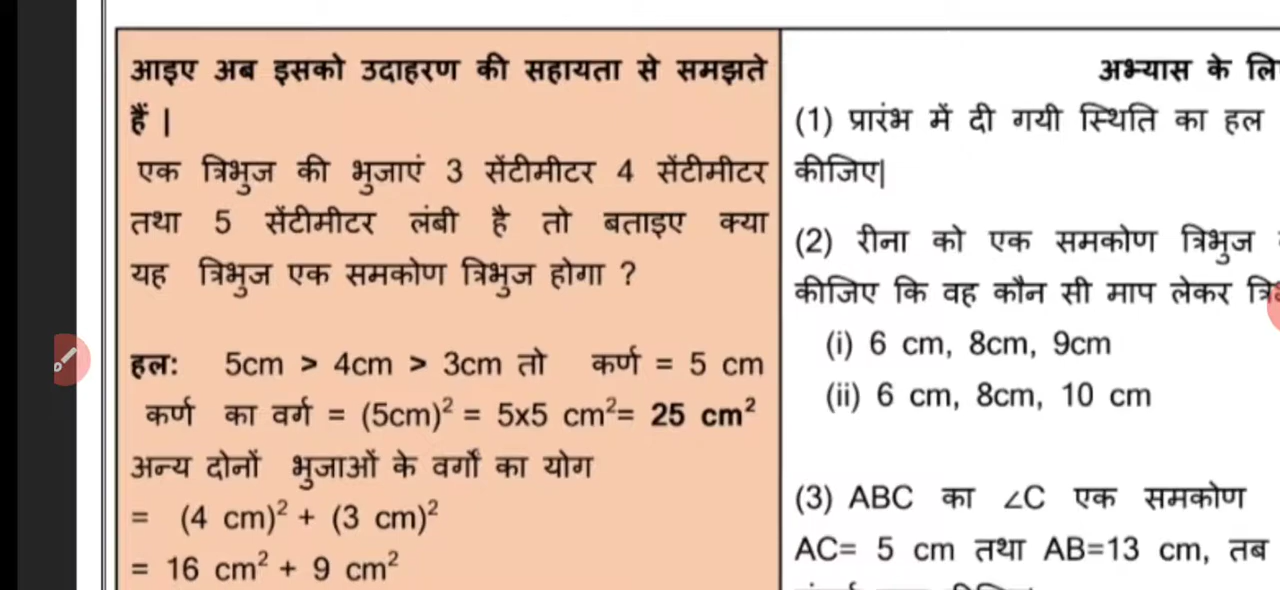 आइए अब इसको उदाहरण की सहायता से समझते
हैं |
एक त्रिभुज की भुजाएं 3 सेंटीमीटर 4 सेंटीमीटर
तथा 5 सेंटीमीटर लंबी है तो बताइए क्या
यह त्रिभुज एक समकोण त्रिभुज होगा ?
हल: 5cm > 4cm > 3cm तो कर्ण = 5 cm
कर्ण का वर्ग = (5cm)² = 5x5 cm²= 25 cm²
अन्य दोनों भुजाओं के वर्गों का योग
= (4 cm)² + (3 cm)²
= 16 cm² + 9 cm²
अभ्यास के
(1) प्रारंभ में दी गयी स्थिति का हल
कीजिए|
(2) रीना को एक समकोण त्रिभुज
कीजिए कि वह कौन सी माप लेकर
(i) 6 cm, 8cm, 9cm
(ii) 6 cm, 8cm, 10 cm
(3) ABC का ∠C एक समकोण
AC= 5 cm तथा AB=13 cm, तब